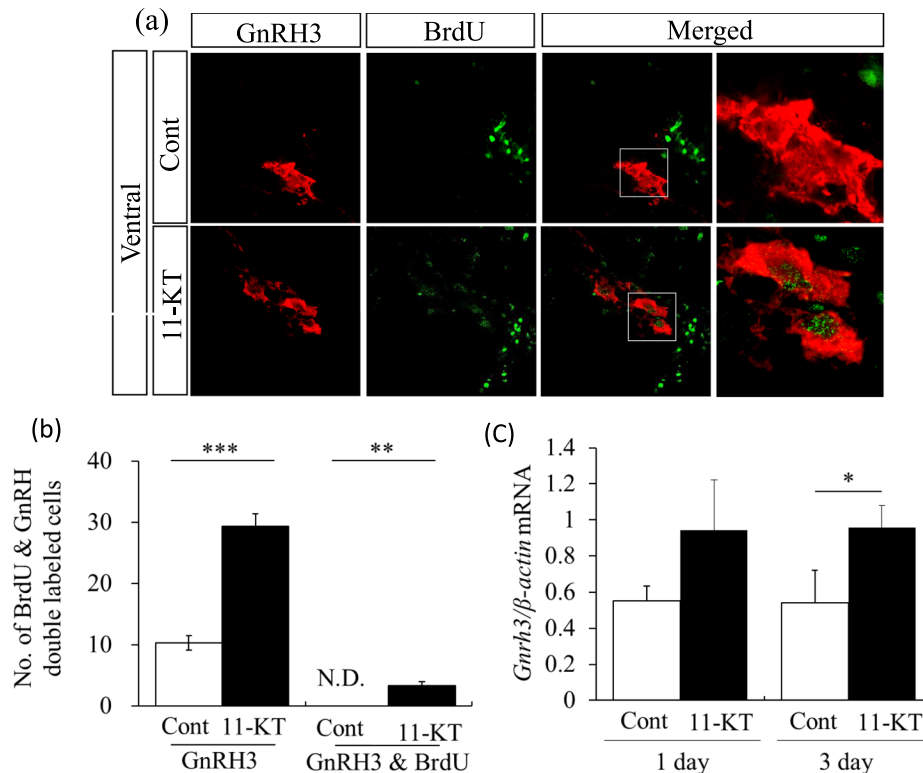 (a)
GnRH3 BrdU Merged
Ventral
Cont
11-KT
(b)
No. of BrdU & GnRH
double labeled cells
40
30
20
10
0
***
**
N.D.
Cont 11-KT Cont 11-KT
GnRH3 GnRH3 & BrdU
(C)
Gnrh3/β-actin mRNA
1.4
1.2
1
0.8
0.6
0.4
0.2
0
*
Cont 11-KT Cont 11-KT
1 day 3 day